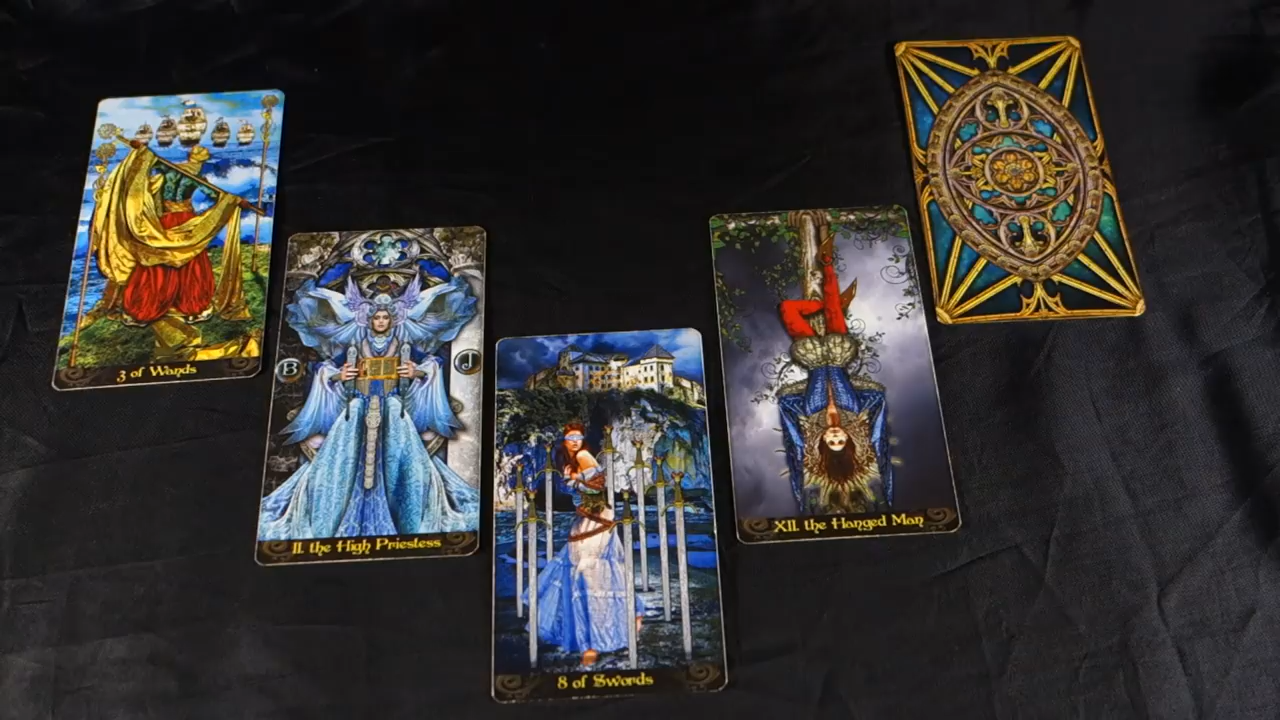 3 of Wands
B
J
II. the High Priestess
8 of Swords
XII. the Hanged Man